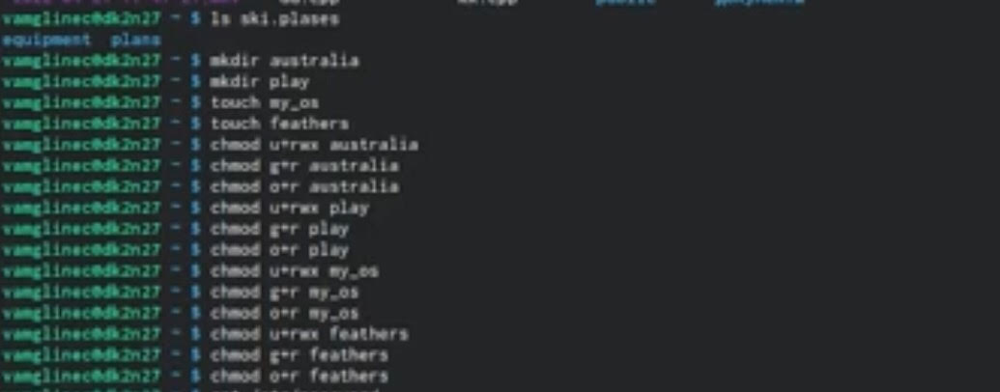 vamglinec@dk2n27 ~ $ ls ski.plases
equipment  plans
vamglinec@dk2n27 ~ $ mkdir australia
vamglinec@dk2n27 ~ $ mkdir play
vamglinec@dk2n27 ~ $ touch my_os
vamglinec@dk2n27 ~ $ touch feathers
vamglinec@dk2n27 ~ $ chmod u+rwx australia
vamglinec@dk2n27 ~ $ chmod g+r australia
vamglinec@dk2n27 ~ $ chmod o+r australia
vamglinec@dk2n27 ~ $ chmod u+rwx play
vamglinec@dk2n27 ~ $ chmod g+r play
vamglinec@dk2n27 ~ $ chmod o+r play
vamglinec@dk2n27 ~ $ chmod u+rwx my_os
vamglinec@dk2n27 ~ $ chmod g+r my_os
vamglinec@dk2n27 ~ $ chmod o+r my_os
vamglinec@dk2n27 ~ $ chmod u+rwx feathers
vamglinec@dk2n27 ~ $ chmod g+r feathers
vamglinec@dk2n27 ~ $ chmod o+r feathers